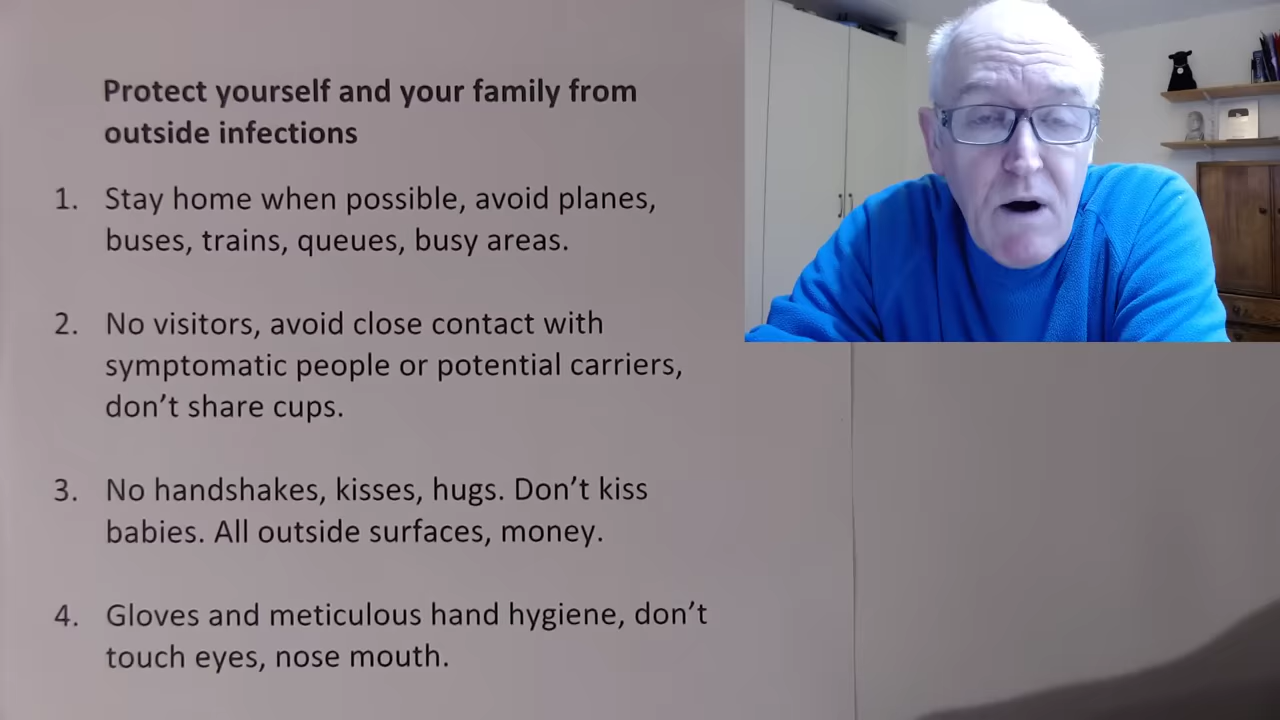 Protect yourself and your family from
outside infections
1. Stay home when possible, avoid planes,
buses, trains, queues, busy areas.
2. No visitors, avoid close contact with
symptomatic people or potential carriers,
don't share cups.
3. No handshakes, kisses, hugs. Don't kiss
babies. All outside surfaces, money.
4. Gloves and meticulous hand hygiene, don't
touch eyes, nose mouth.